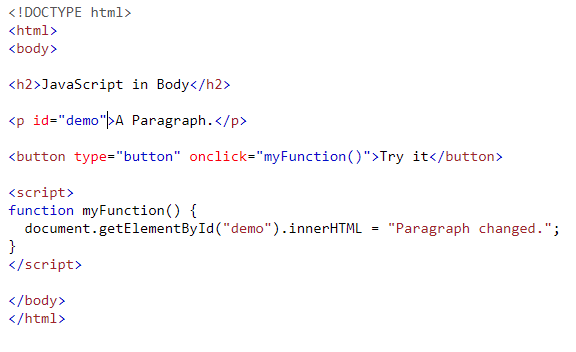 <!DOCTYPE html>
<html>
<body>

<h2>JavaScript in Body</h2>

<p id="demo">A Paragraph.</p>

<button type="button" onclick="myFunction()">Try it</button>

<script>
function myFunction() {
  document.getElementById("demo").innerHTML = "Paragraph changed.";
}
</script>

</body>
</html>